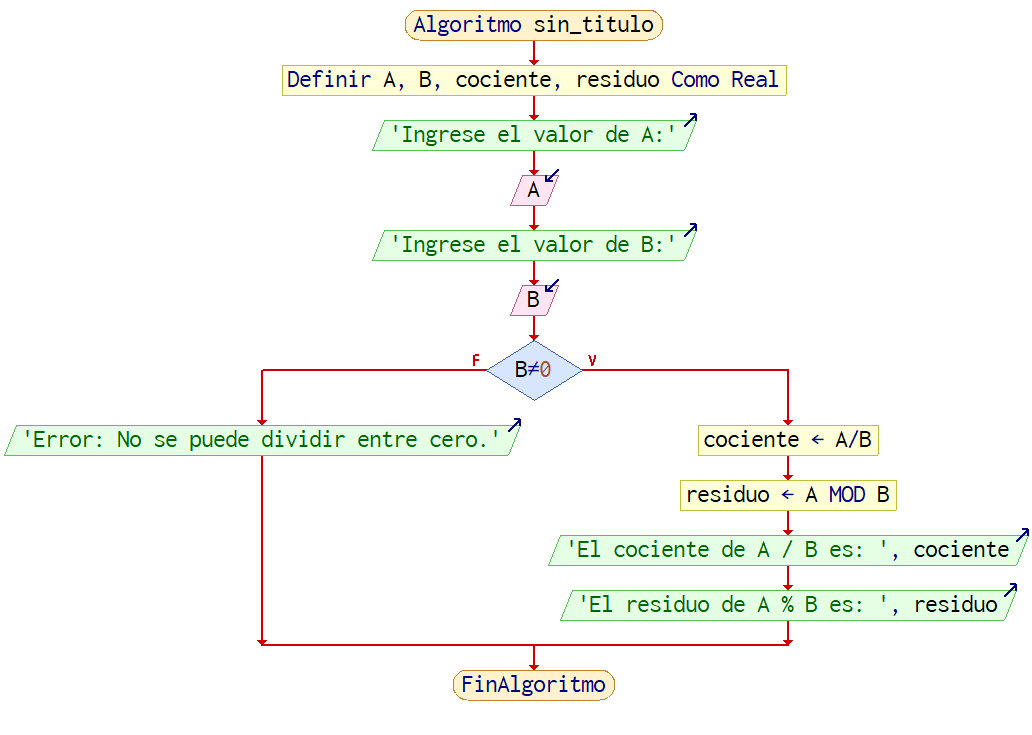 Algoritmo sin_titulo
Definir A, B, cociente, residuo Como Real
'Ingrese el valor de A:'
A
'Ingrese el valor de B:'
B
F
B≠0
V
'Error: No se puede dividir entre cero.'
cociente ← A/B
residuo ← A MOD B
'El cociente de A / B es: ', cociente
'El residuo de A % B es: ', residuo
FinAlgoritmo